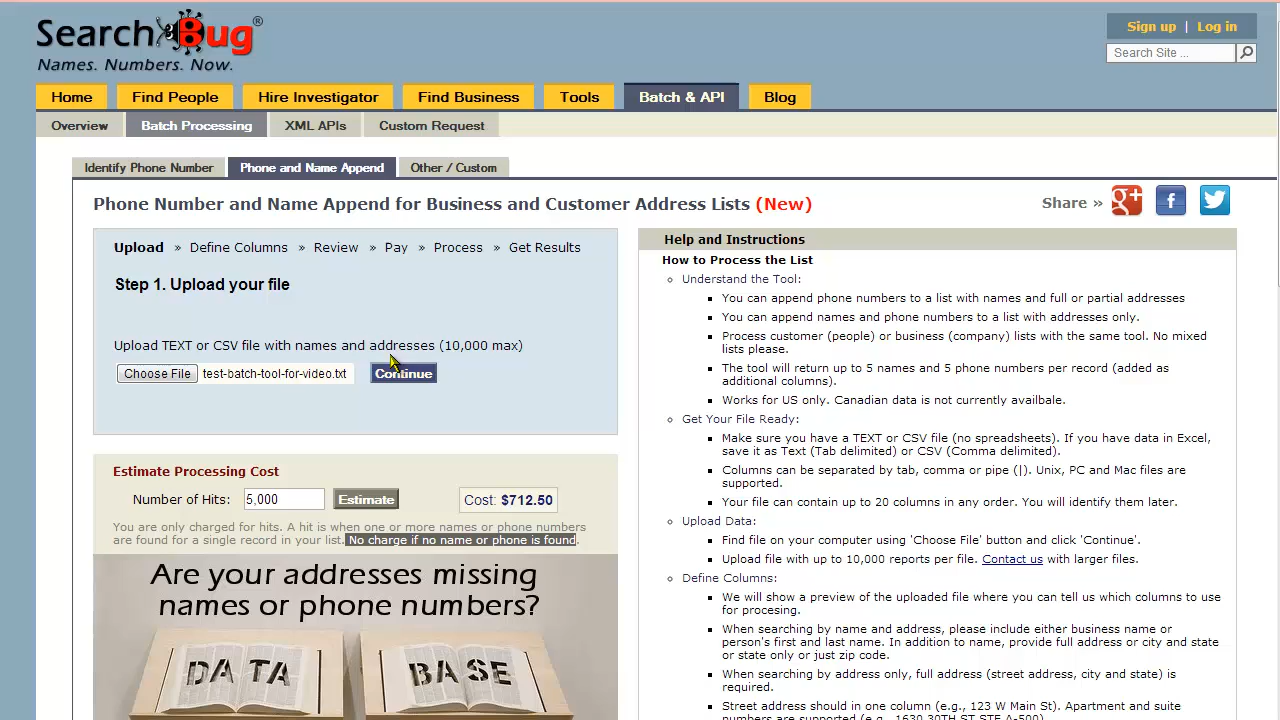 SearchBug®
Names. Numbers. Now.
Sign up | Log in
Search Site ...
Home
Find People
Hire Investigator
Find Business
Tools
Batch & API
Blog
Overview
Batch Processing
XML APIs
Custom Request
Identify Phone Number
Phone and Name Append
Other / Custom
Phone Number and Name Append for Business and Customer Address Lists (New)
Share »
Upload » Define Columns » Review » Pay » Process » Get Results
Step 1. Upload your file
Upload TEXT or CSV file with names and addresses (10,000 max)
Choose File test-batch-tool-for-video.txt
Continue
Estimate Processing Cost
Number of Hits: 5,000
Estimate
Cost: $712.50
You are only charged for hits. A hit is when one or more names or phone numbers
are found for a single record in your list. No charge if no name or phone is found.
Are your addresses missing
names or phone numbers?
DATA BASE
Help and Instructions
How to Process the List
Understand the Tool:
You can append phone numbers to a list with names and full or partial addresses
You can append names and phone numbers to a list with addresses only.
Process customer (people) or business (company) lists with the same tool. No mixed
lists please.
The tool will return up to 5 names and 5 phone numbers per record (added as
additional columns).
Works for US only. Canadian data is not currently availbale.
Get Your File Ready:
Make sure you have a TEXT or CSV file (no spreadsheets). If you have data in Excel,
save it as Text (Tab delimited) or CSV (Comma delimited).
Columns can be separated by tab, comma or pipe (|). Unix, PC and Mac files are
supported.
Your file can contain up to 20 columns in any order. You will identify them later.
Upload Data:
Find file on your computer using 'Choose File' button and click 'Continue'.
Upload file with up to 10,000 reports per file. Contact us with larger files.
Define Columns:
We will show a preview of the uploaded file where you can tell us which columns to use
for procesing.
When searching by name and address, please include either business name or
person's first and last name. In addition to name, provide full address or city and state
or state only or just zip code.
When searching by address only, full address (street address, city and state) is
required.
Street address should in one column (e.g., 123 W Main St). Apartment and suite
numbers are supported (e.g., 1630 30TH ST STE A-500)